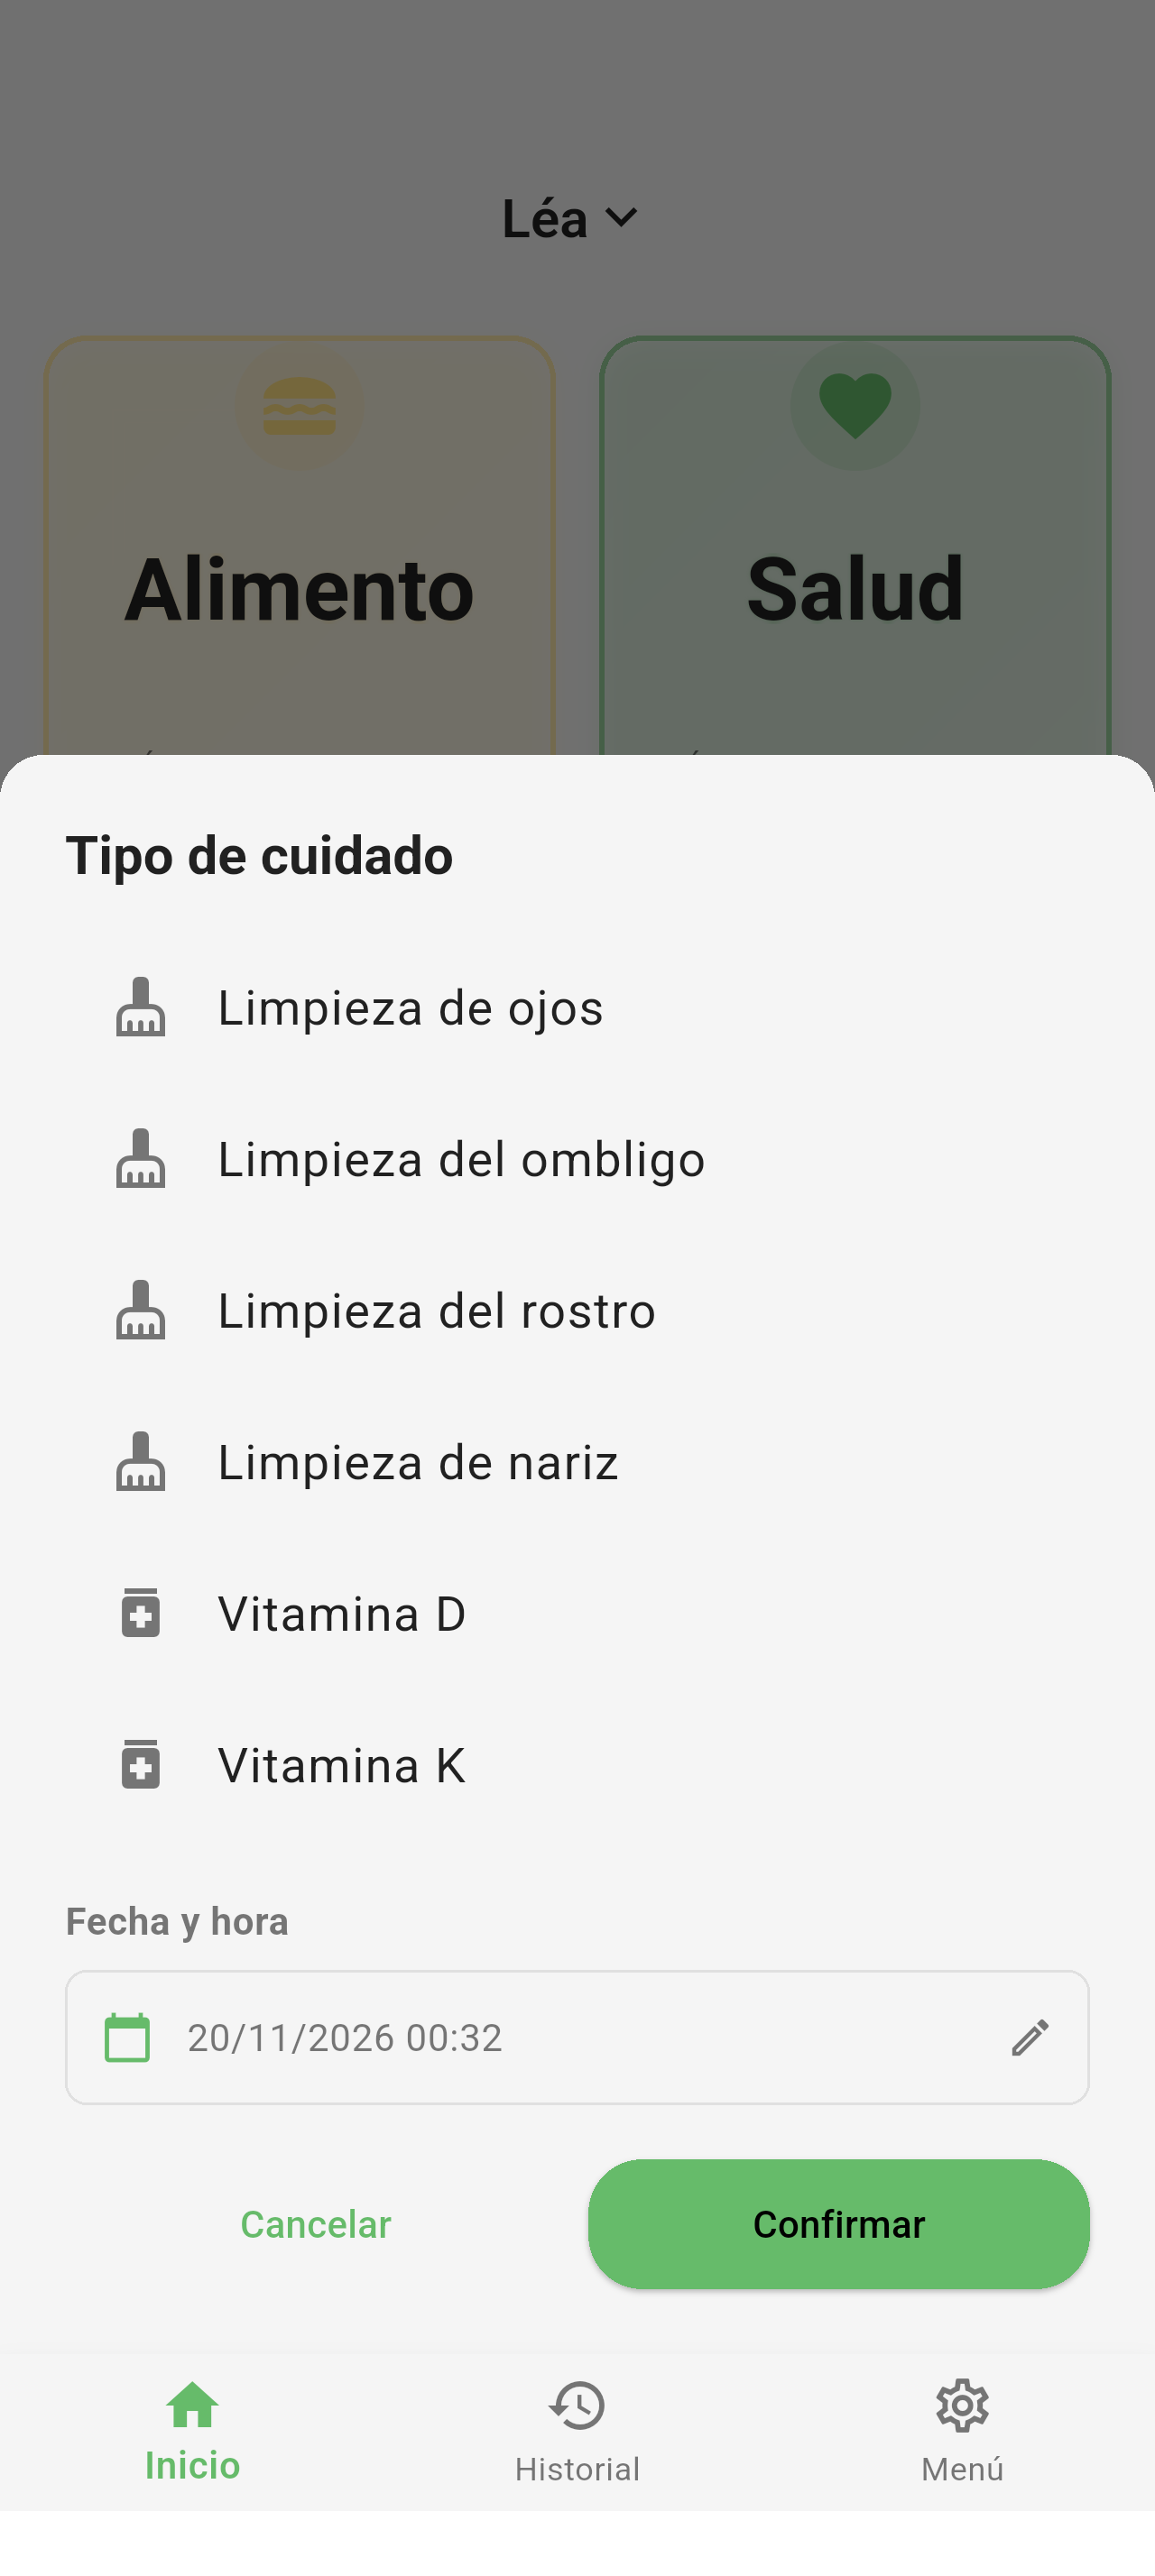 Léa
Alimento
Salud
Tipo de cuidado
Limpieza de ojos
Limpieza del ombligo
Limpieza del rostro
Limpieza de nariz
Vitamina D
Vitamina K
Fecha y hora
20/11/2026 00:32
Cancelar
Confirmar
Inicio
Historial
Menú